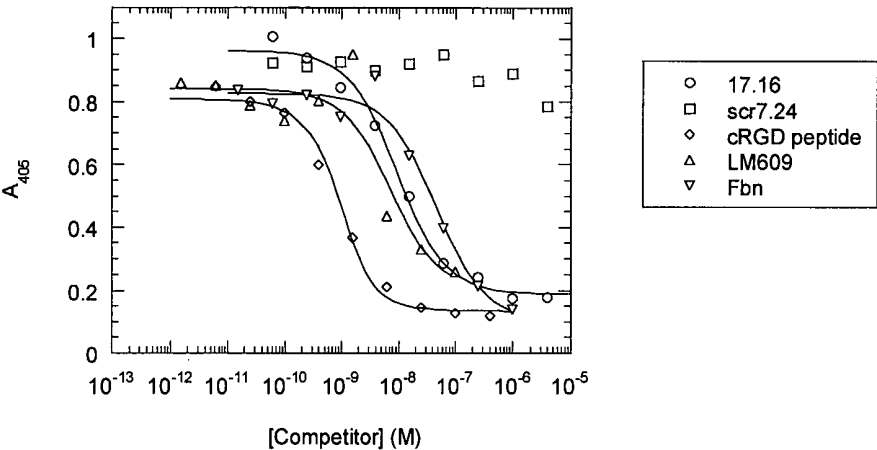 1
0.8
0.6
0.4
0.2
0
A405
10-13 10-12 10-11 10-10 10-9 10-8 10-7 10-6 10-5
[Competitor] (M)
17.16
scr7.24
cRGD peptide
LM609
Fbn